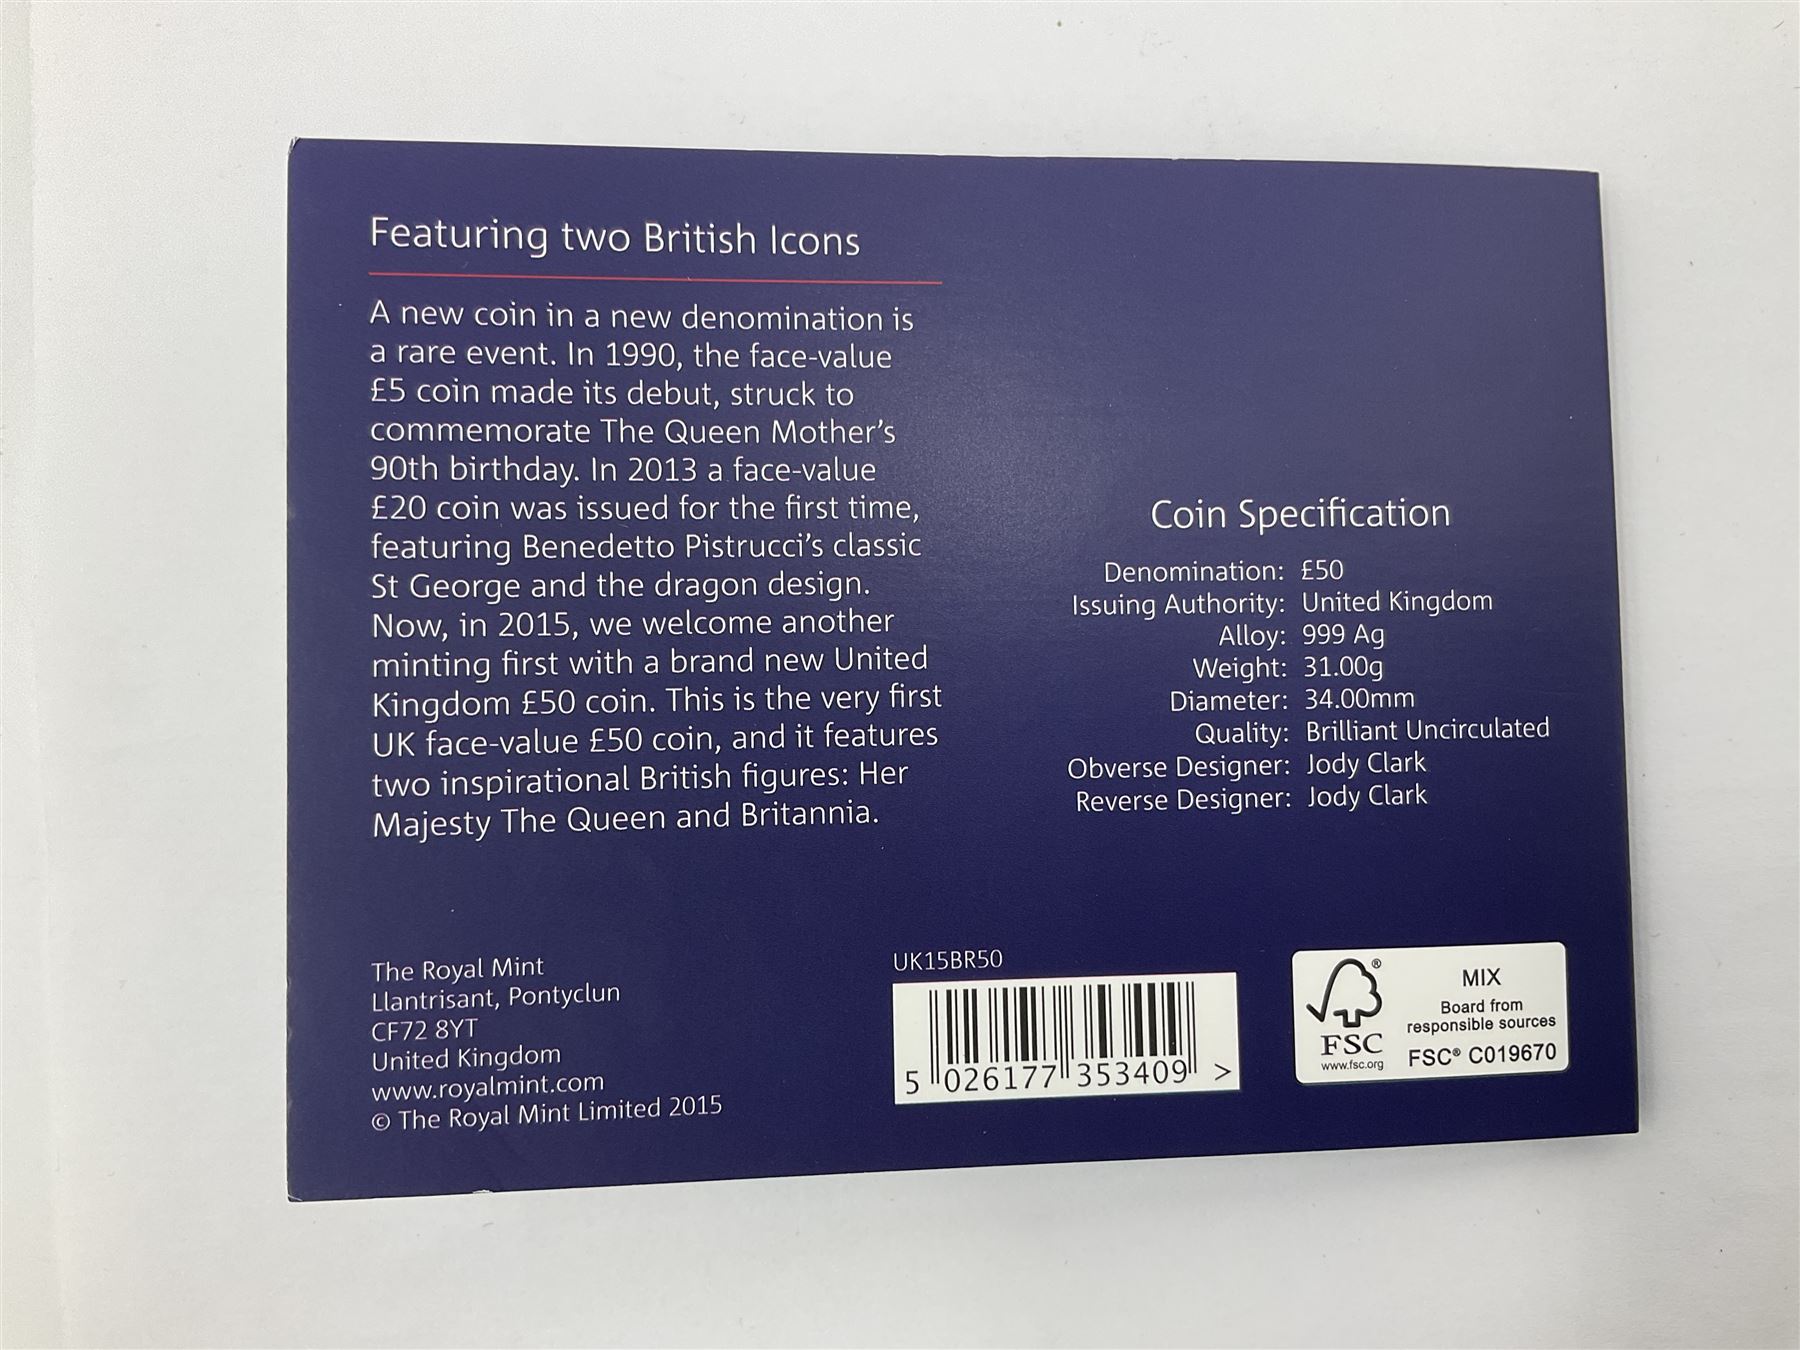 Featuring two British Icons
A new coin in a new denomination is
a rare event. In 1990, the face-value
£5 coin made its debut, struck to
commemorate The Queen Mother's
90th birthday. In 2013 a face-value
£20 coin was issued for the first time,
featuring Benedetto Pistrucci's classic
St George and the dragon design.
Now, in 2015, we welcome another
minting first with a brand new United
Kingdom £50 coin. This is the very first
UK face-value £50 coin, and it features
two inspirational British figures: Her
Majesty The Queen and Britannia.
Coin Specification
Denomination: £50
Issuing Authority: United Kingdom
Alloy: 999 Ag
Weight: 31.00g
Diameter: 34.00mm
Quality: Brilliant Uncirculated
Obverse Designer: Jody Clark
Reverse Designer: Jody Clark
The Royal Mint
Llantrisant, Pontyclun
CF72 8YT
United Kingdom
www.royalmint.com
© The Royal Mint Limited 2015
UK15BR50
5 026177 353409 >
®
FSC
www.fsc.org
MIX
Board from
responsible sources
FSC® C019670